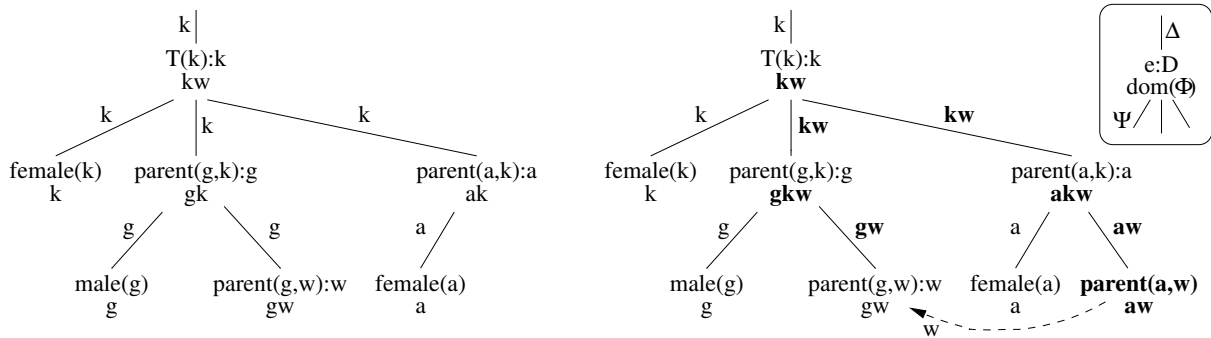 k
T(k):k
kw
k
k
k
female(k)
k
parent(g,k):g
gk
parent(a,k):a
ak
g
g
a
male(g)
g
parent(g,w):w
gw
female(a)
a
k
T(k):k
kw
k
kw
kw
female(k)
k
parent(g,k):g
gkw
parent(a,k):a
akw
g
gw
a
aw
male(g)
g
parent(g,w):w
gw
female(a)
a
parent(a,w)
aw
w
Δ
e:D
dom(Φ)
Ψ